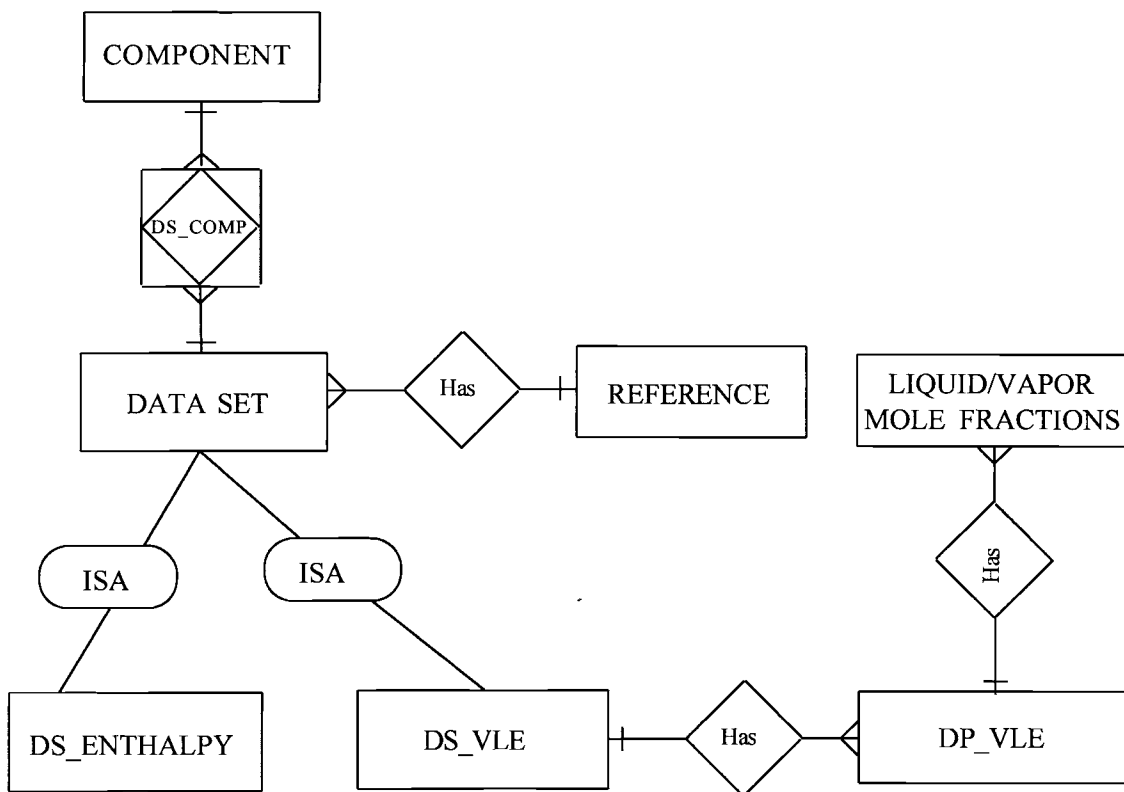 COMPONENT
DS_COMP
DATA SET
Has
REFERENCE
LIQUID/VAPOR
MOLE FRACTIONS
ISA
ISA
Has
DS_ENTHALPY
DS_VLE
Has
DP_VLE